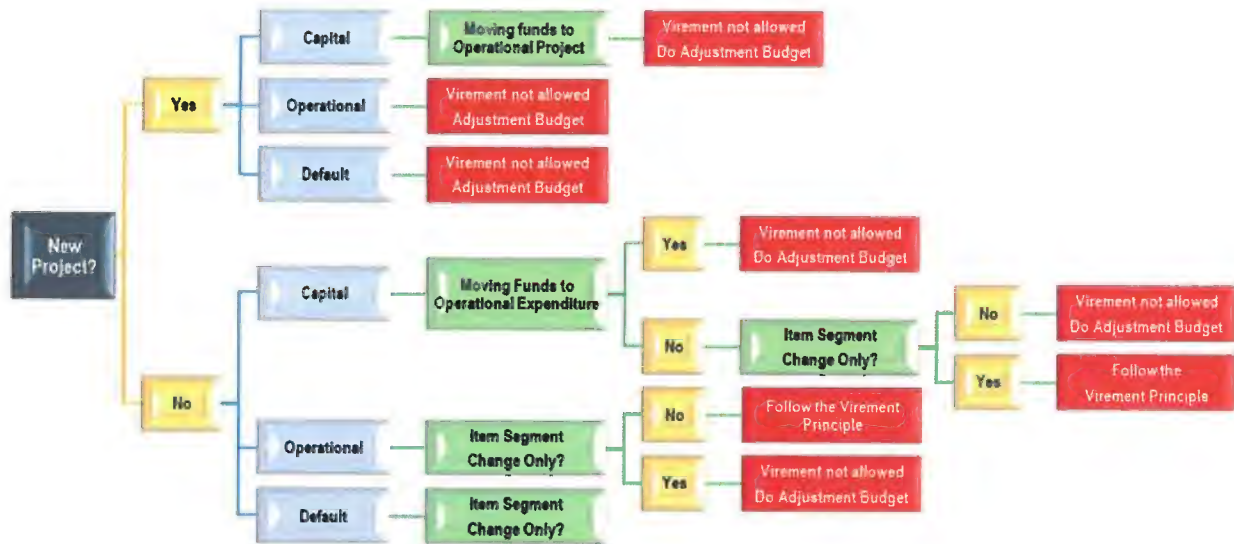 New
Project?
Yes
Capital
Moving funds to
Operational Project
Virement not allowed
Do Adjustment Budget
Operational
Virement not allowed
Adjustment Budget
Default
Virement not allowed
Adjustment Budget
No
Capital
Moving Funds to
Operational Expenditure
Yes
Virement not allowed
Do Adjustment Budget
No
Item Segment
Change Only?
No
Virement not allowed
Do Adjustment Budget
Yes
Follow the
Virement Principle
Operational
Item Segment
Change Only?
No
Follow the Virement
Principle
Yes
Virement not allowed
Do Adjustment Budget
Default
Item Segment
Change Only?